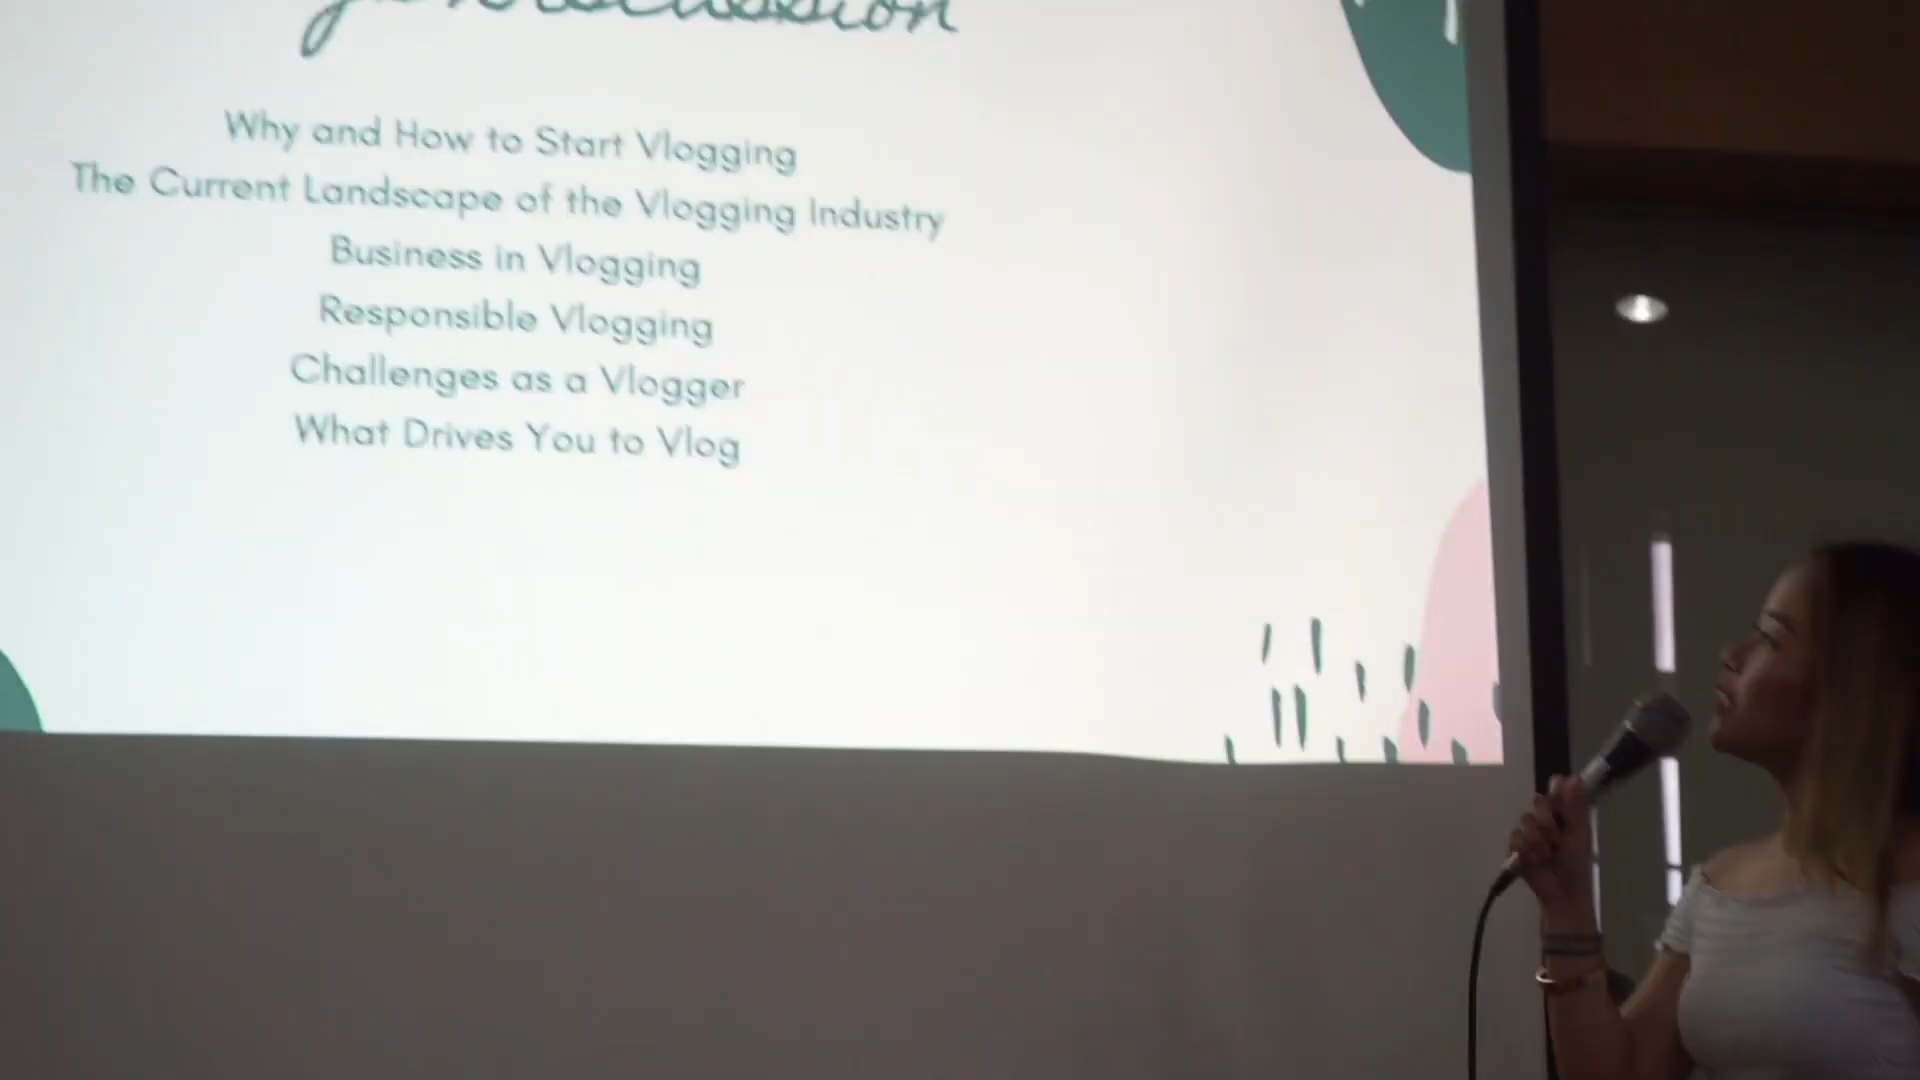 Why and How to Start Vlogging
The Current Landscape of the Vlogging Industry
Business in Vlogging
Responsible Vlogging
Challenges as a Vlogger
What Drives You to Vlog